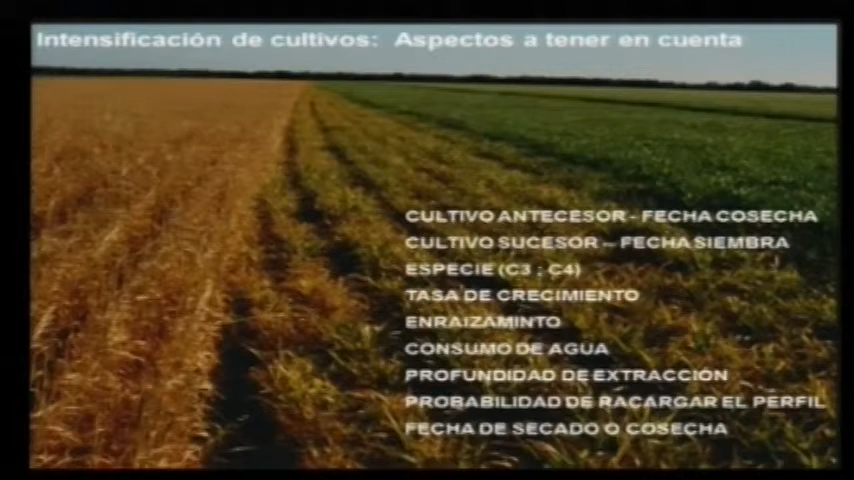 Intensificación de cultivos: Aspectos a tener en cuenta
CULTIVO ANTECESOR - FECHA COSECHA
CULTIVO SUCESOR – FECHA SIEMBRA
ESPECIE (C3 ; C4)
TASA DE CRECIMIENTO
ENRAIZAMINTO
CONSUMO DE AGUA
PROFUNDIDAD DE EXTRACCIÓN
PROBABILIDAD DE RACARGAR EL PERFIL
FECHA DE SECADO O COSECHA